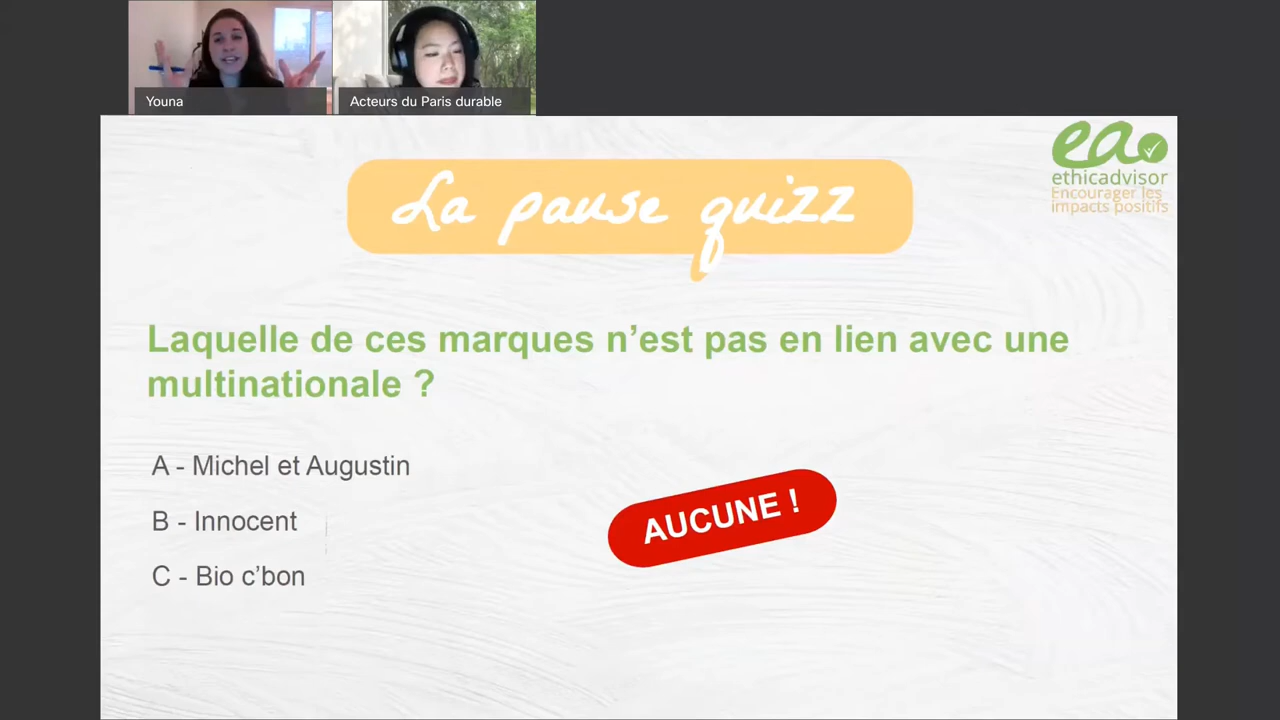 Youna
Acteurs du Paris durable
ea
ethicadvisor
Encourager les
impacts positifs
La pause quizz
Laquelle de ces marques n’est pas en lien avec une
multinationale ?
A - Michel et Augustin
B - Innocent
C - Bio c’bon
AUCUNE !